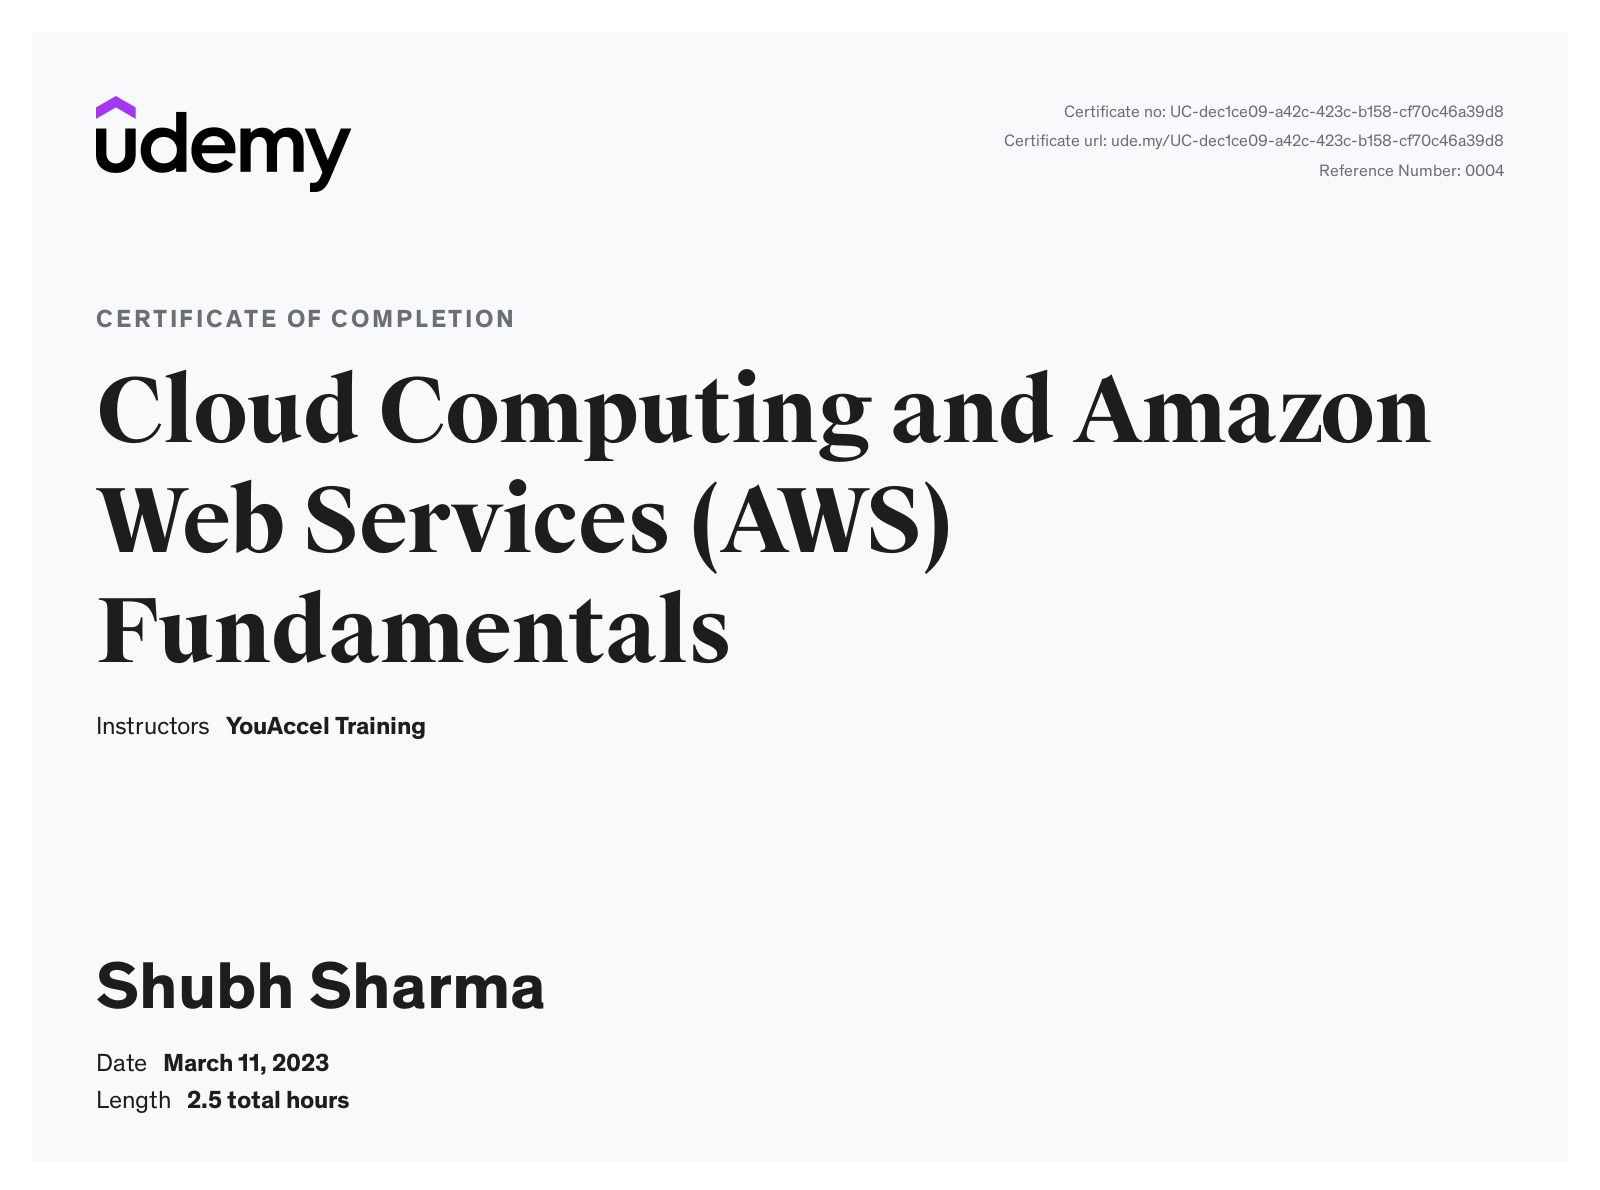 udemy
Certificate no: UC-dec1ce09-a42c-423c-b158-cf70c46a39d8
Certificate url: ude.my/UC-dec1ce09-a42c-423c-b158-cf70c46a39d8
Reference Number: 0004
CERTIFICATE OF COMPLETION
Cloud Computing and Amazon
Web Services (AWS)
Fundamentals
Instructors YouAccel Training
Shubh Sharma
Date March 11, 2023
Length 2.5 total hours